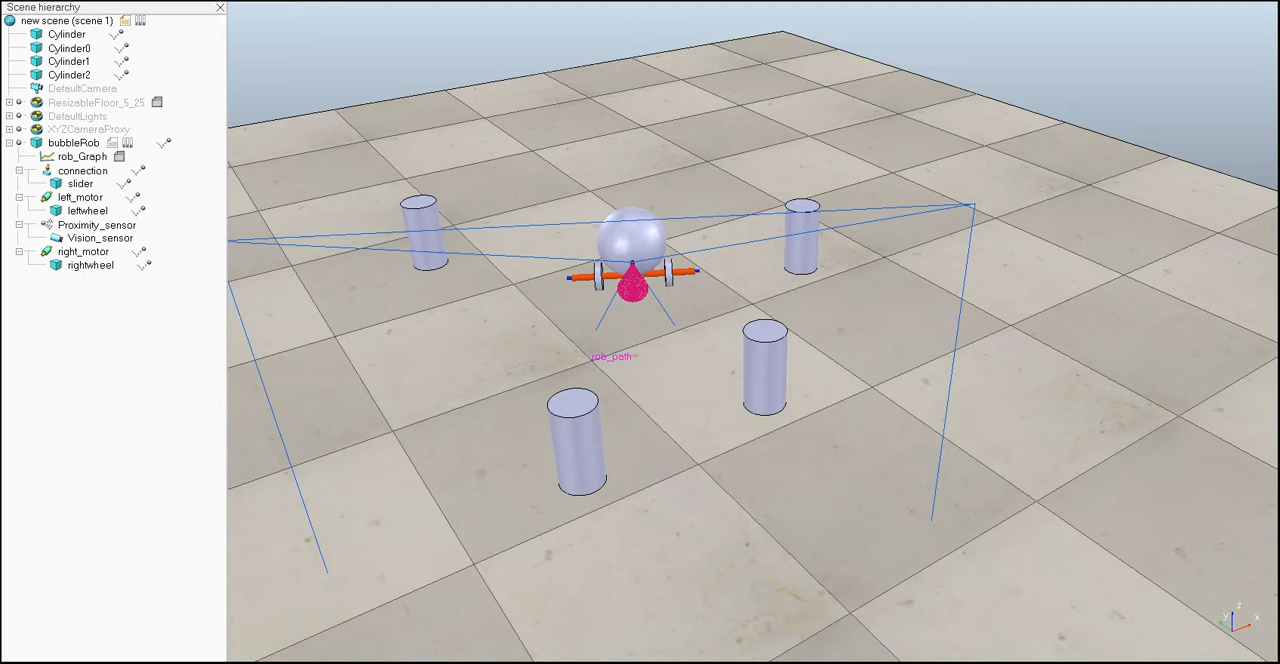 Scene hierarchy
new scene (scene 1)
Cylinder
Cylinder0
Cylinder1
Cylinder2
DefaultCamera
ResizableFloor_5_25
DefaultLights
XYZCameraProxy
bubbleRob
rob_Graph
connection
slider
left_motor
leftwheel
Proximity_sensor
Vision_sensor
right_motor
rightwheel
rob_path
z
y
x